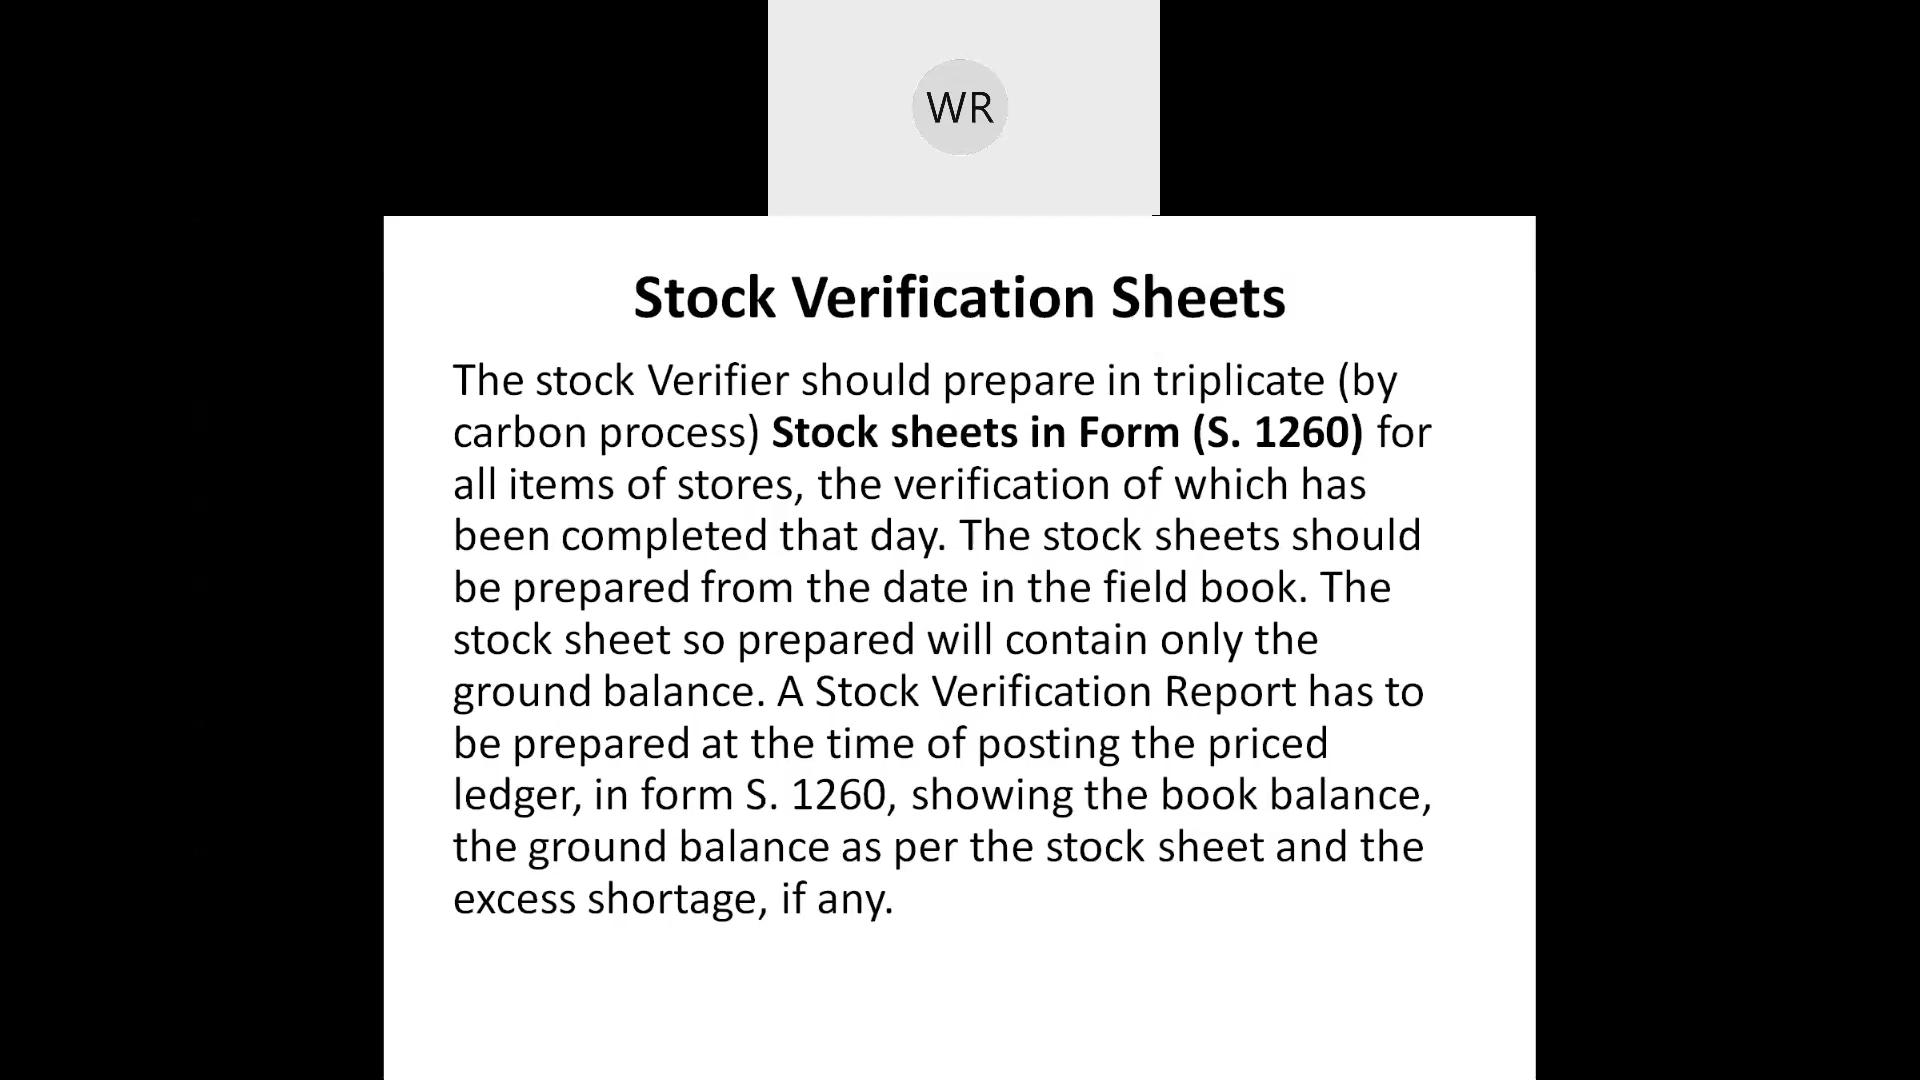 WR
Stock Verification Sheets
The stock Verifier should prepare in triplicate (by
carbon process) Stock sheets in Form (S. 1260) for
all items of stores, the verification of which has
been completed that day. The stock sheets should
be prepared from the date in the field book. The
stock sheet so prepared will contain only the
ground balance. A Stock Verification Report has to
be prepared at the time of posting the priced
ledger, in form S. 1260, showing the book balance,
the ground balance as per the stock sheet and the
excess shortage, if any.